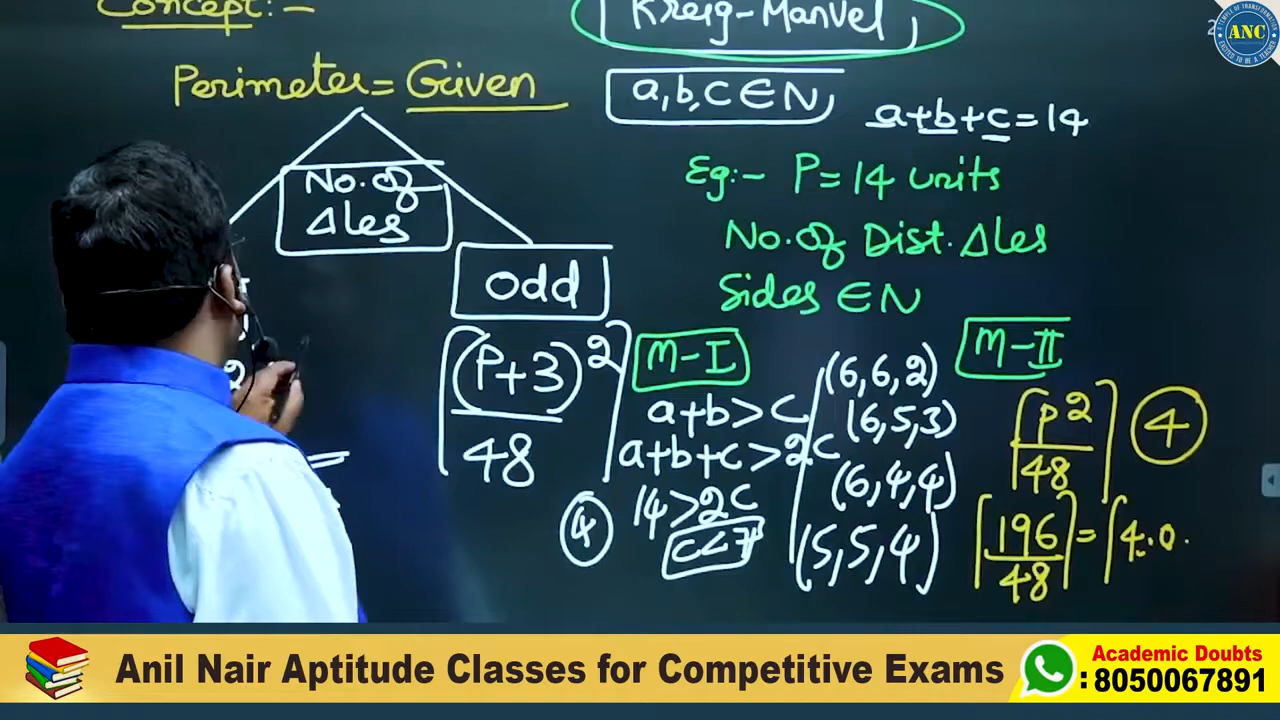 Concept :-
Kreig-Manvel
ANC
Perimeter = Given
a, b, c ∈ N
a+b+c = 14
No. Of
Δles
odd
(P+3)²
48
2
Eg:- P = 14 units
No. Of Dist. Δles
Sides ∈ N
M-I
a+b > c
a+b+c > 2c
14 > 2c
c < 7
4
(6,6,2)
(6,5,3)
(6,4,4)
(5,5,4)
M-II
[P²/48] 4
[196/48] = [4.0.
Anil Nair Aptitude Classes for Competitive Exams
Academic Doubts
: 8050067891